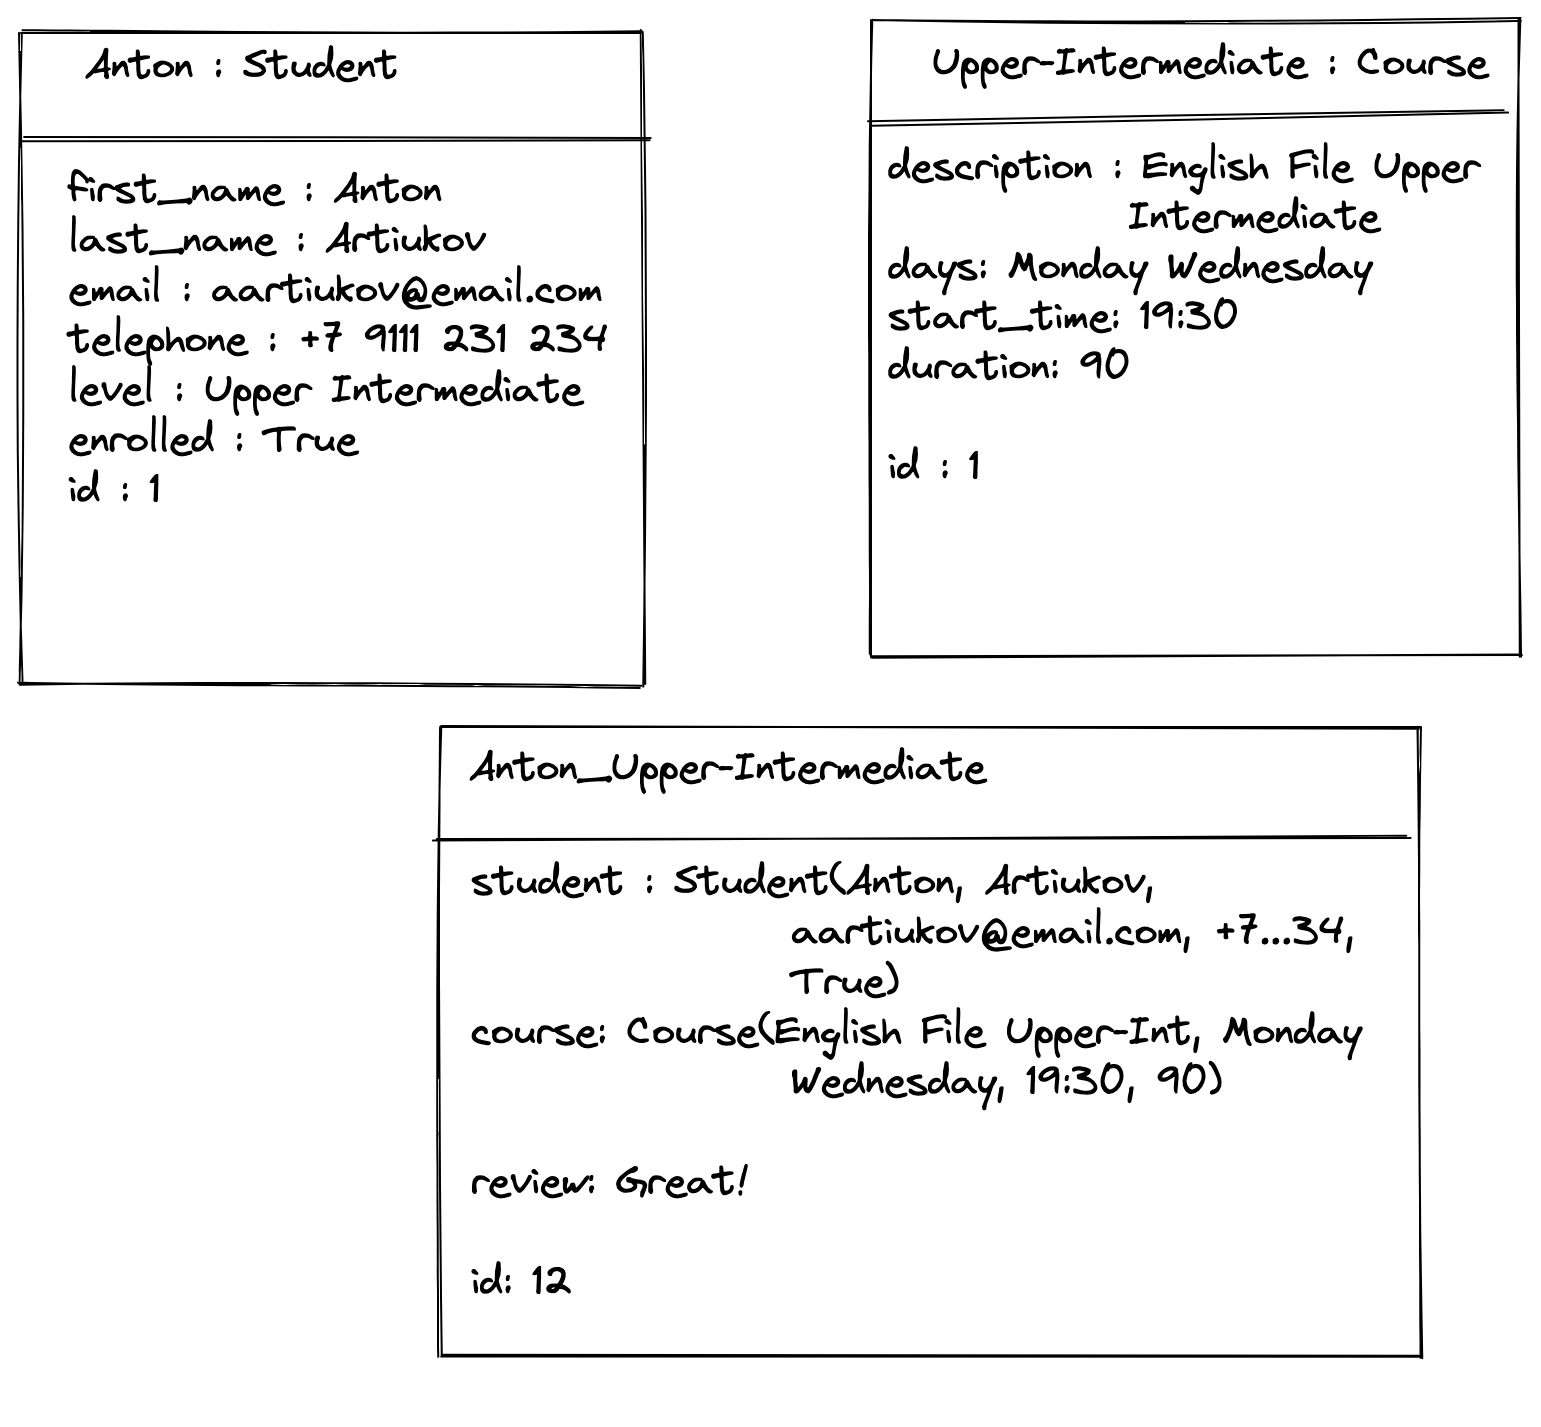 Anton : Student
first_name : Anton
last_name : Artiukov
email : aartiukov@email.com
telephone : +7 9111 231 234
level : Upper Intermediate
enrolled : True
id : 1
Upper-Intermediate : Course
description : English File Upper
Intermediate
days: Monday Wednesday
start_time: 19:30
duration: 90
id : 1
Anton_Upper-Intermediate
student : Student(Anton, Artiukov,
aartiukov@email.com, +7...34,
True)
course: Course(English File Upper-Int, Monday
Wednesday, 19:30, 90)
review: Great!
id: 12